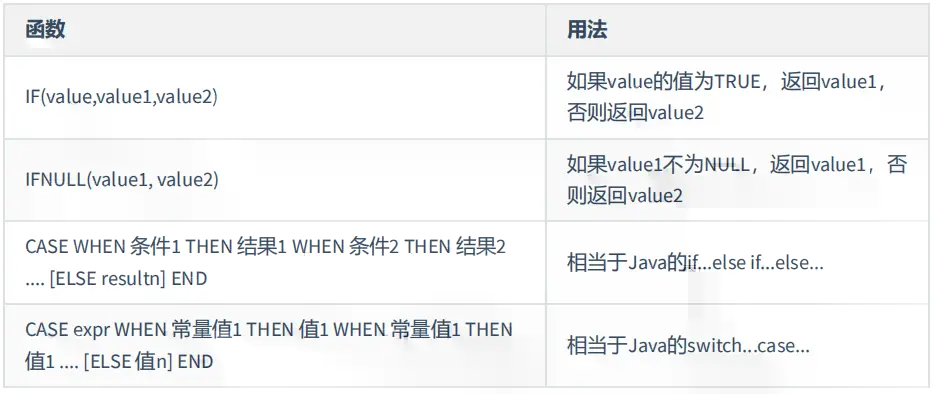 函数
用法
IF(value,value1,value2)
如果value的值为TRUE，返回value1，
否则返回value2
IFNULL(value1, value2)
如果value1不为NULL，返回value1，否
则返回value2
CASE WHEN 条件1 THEN 结果1 WHEN 条件2 THEN 结果2
.... [ELSE resultn] END
相当于Java的if...else if...else...
CASE expr WHEN 常量值1 THEN 值1 WHEN 常量值1 THEN
值1 .... [ELSE 值n] END
相当于Java的switch...case...